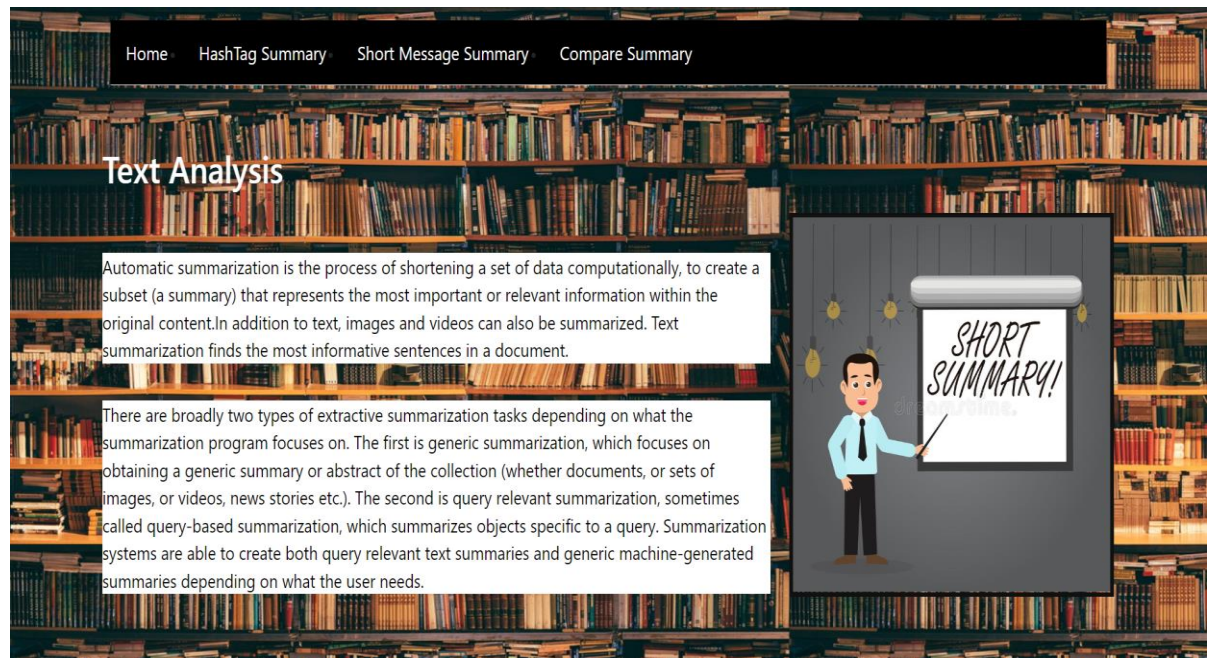 Home HashTag Summary Short Message Summary Compare Summary
Text Analysis
Automatic summarization is the process of shortening a set of data computationally, to create a
subset (a summary) that represents the most important or relevant information within the
original content.In addition to text, images and videos can also be summarized. Text
summarization finds the most informative sentences in a document.
There are broadly two types of extractive summarization tasks depending on what the
summarization program focuses on. The first is generic summarization, which focuses on
obtaining a generic summary or abstract of the collection (whether documents, or sets of
images, or videos, news stories etc.). The second is query relevant summarization, sometimes
called query-based summarization, which summarizes objects specific to a query. Summarization
systems are able to create both query relevant text summaries and generic machine-generated
summaries depending on what the user needs.
SHORT
SUMMARY!
dreamstime.